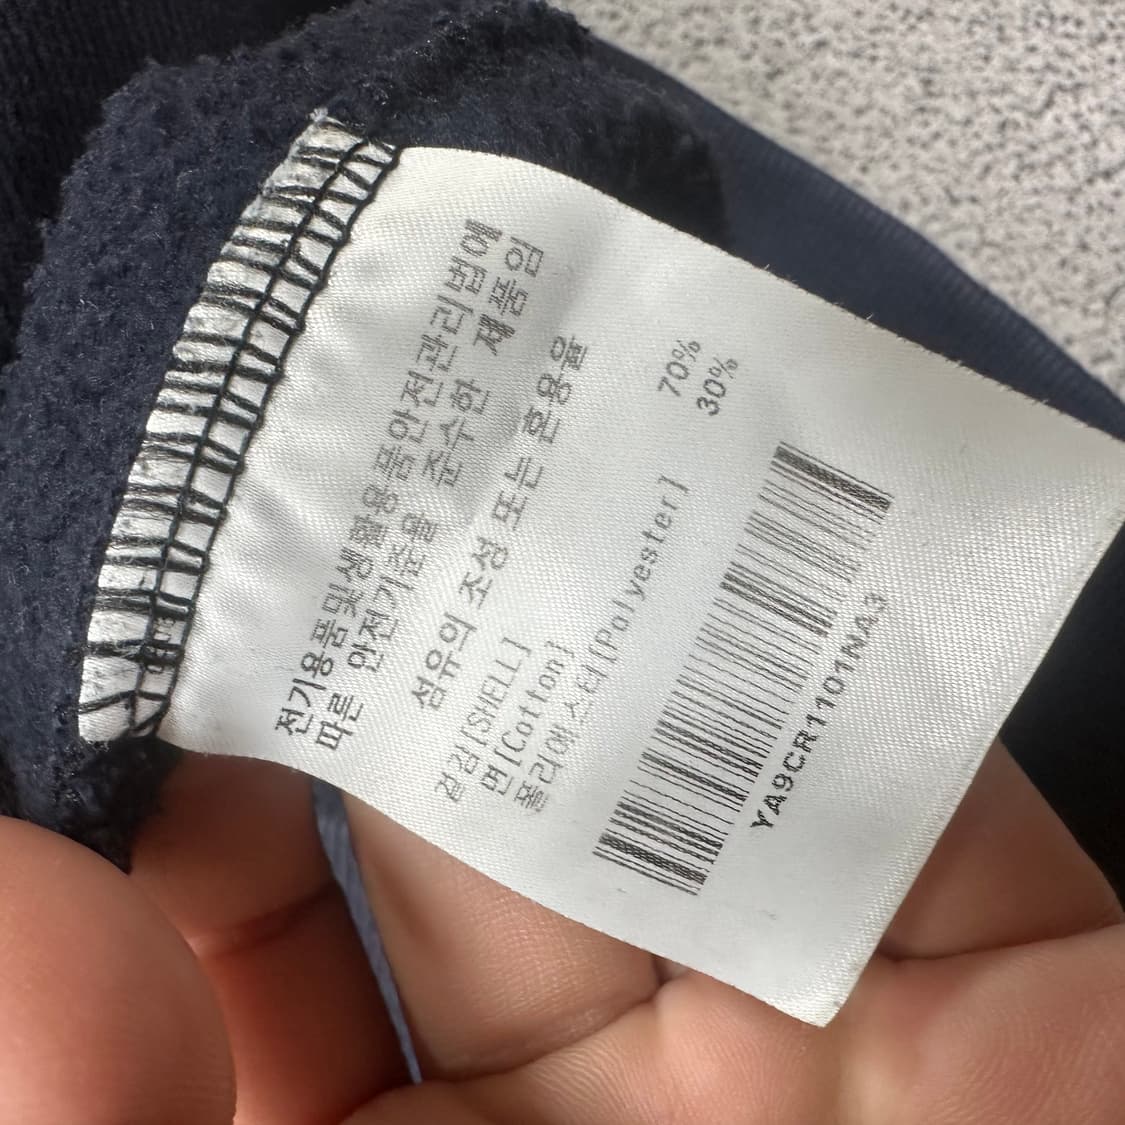 전기용품및생활용품안전관리법에
따른 안전기준을 준수한 제품임
섬유의 조성 또는 혼용율
겉감[SHELL]
면[Cotton] 70%
폴리에스터[Polyester] 30%
YA9CR1101NA3